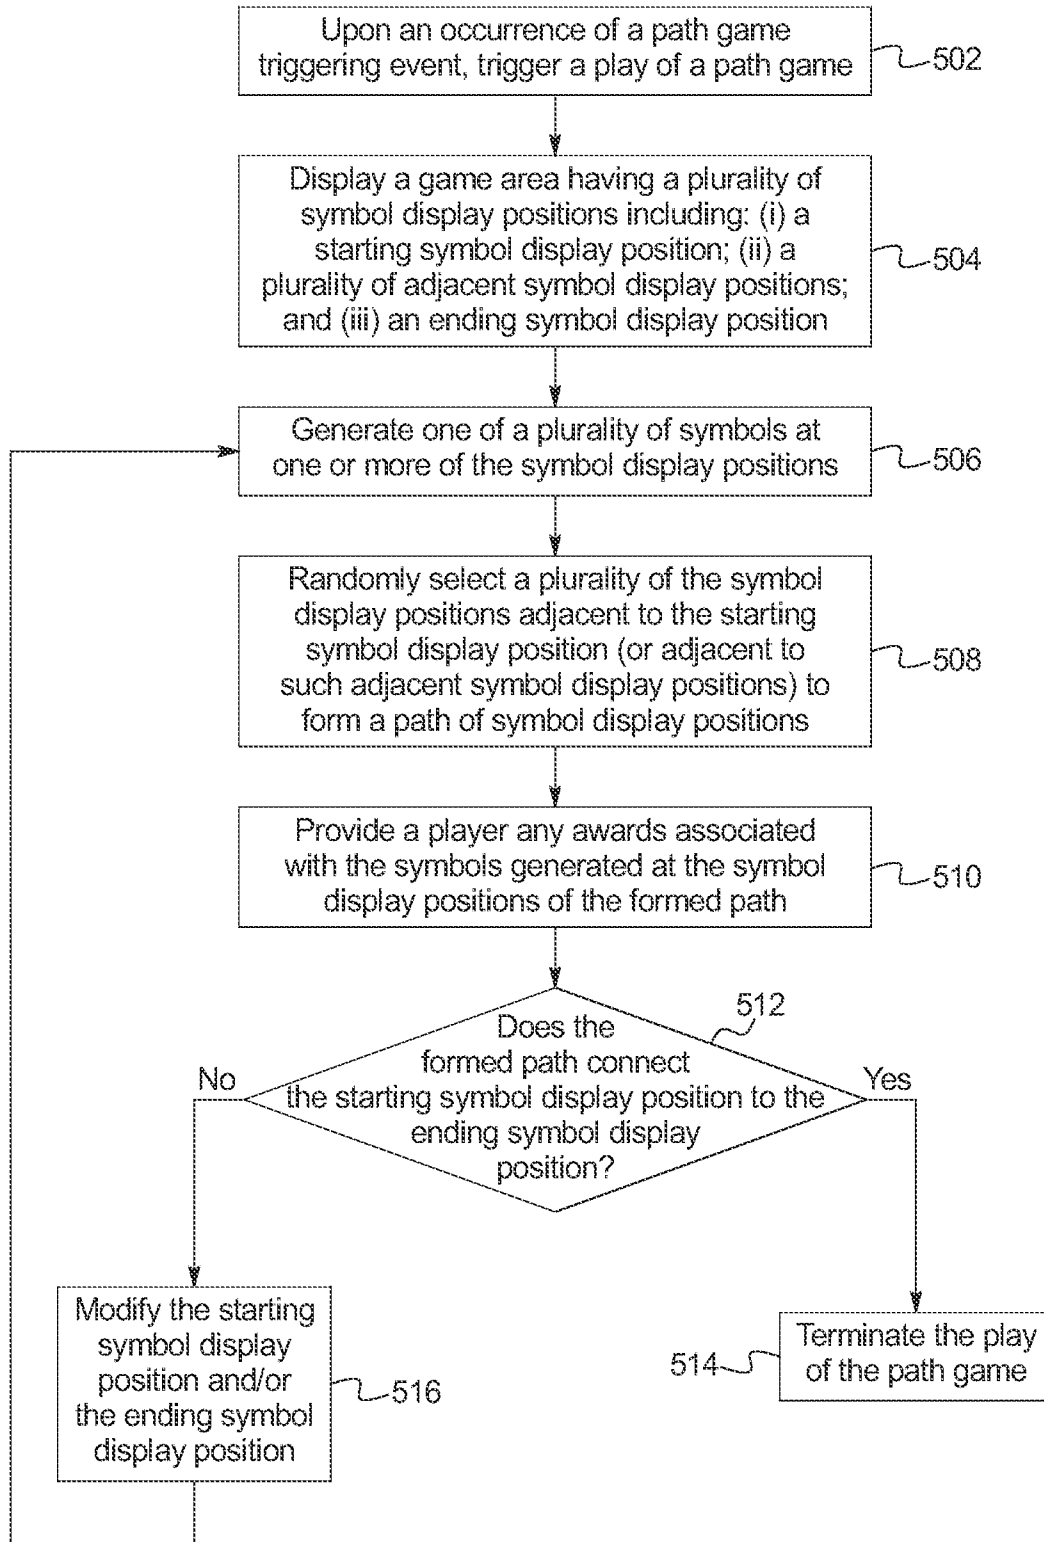 Upon an occurrence of a path game
triggering event, trigger a play of a path game
502
Display a game area having a plurality of
symbol display positions including: (i) a
starting symbol display position; (ii) a
plurality of adjacent symbol display positions;
and (iii) an ending symbol display position
504
Generate one of a plurality of symbols at
one or more of the symbol display positions
506
Randomly select a plurality of the symbol
display positions adjacent to the starting
symbol display position (or adjacent to
such adjacent symbol display positions) to
form a path of symbol display positions
508
Provide a player any awards associated
with the symbols generated at the symbol
display positions of the formed path
510
512
Does the
formed path connect
the starting symbol display position to the
ending symbol display
position?
No
Yes
Modify the starting
symbol display
position and/or
the ending symbol
display position
516
Terminate the play
of the path game
514